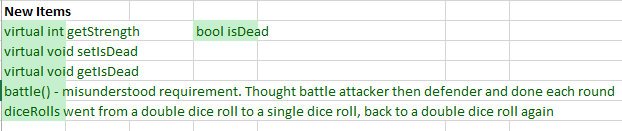 New Items
virtual int getStrength bool isDead
virtual void setIsDead
virtual void getIsDead
battle() - misunderstood requirement. Thought battle attacker then defender and done each round
diceRolls went from a double dice roll to a single dice roll, back to a double dice roll again